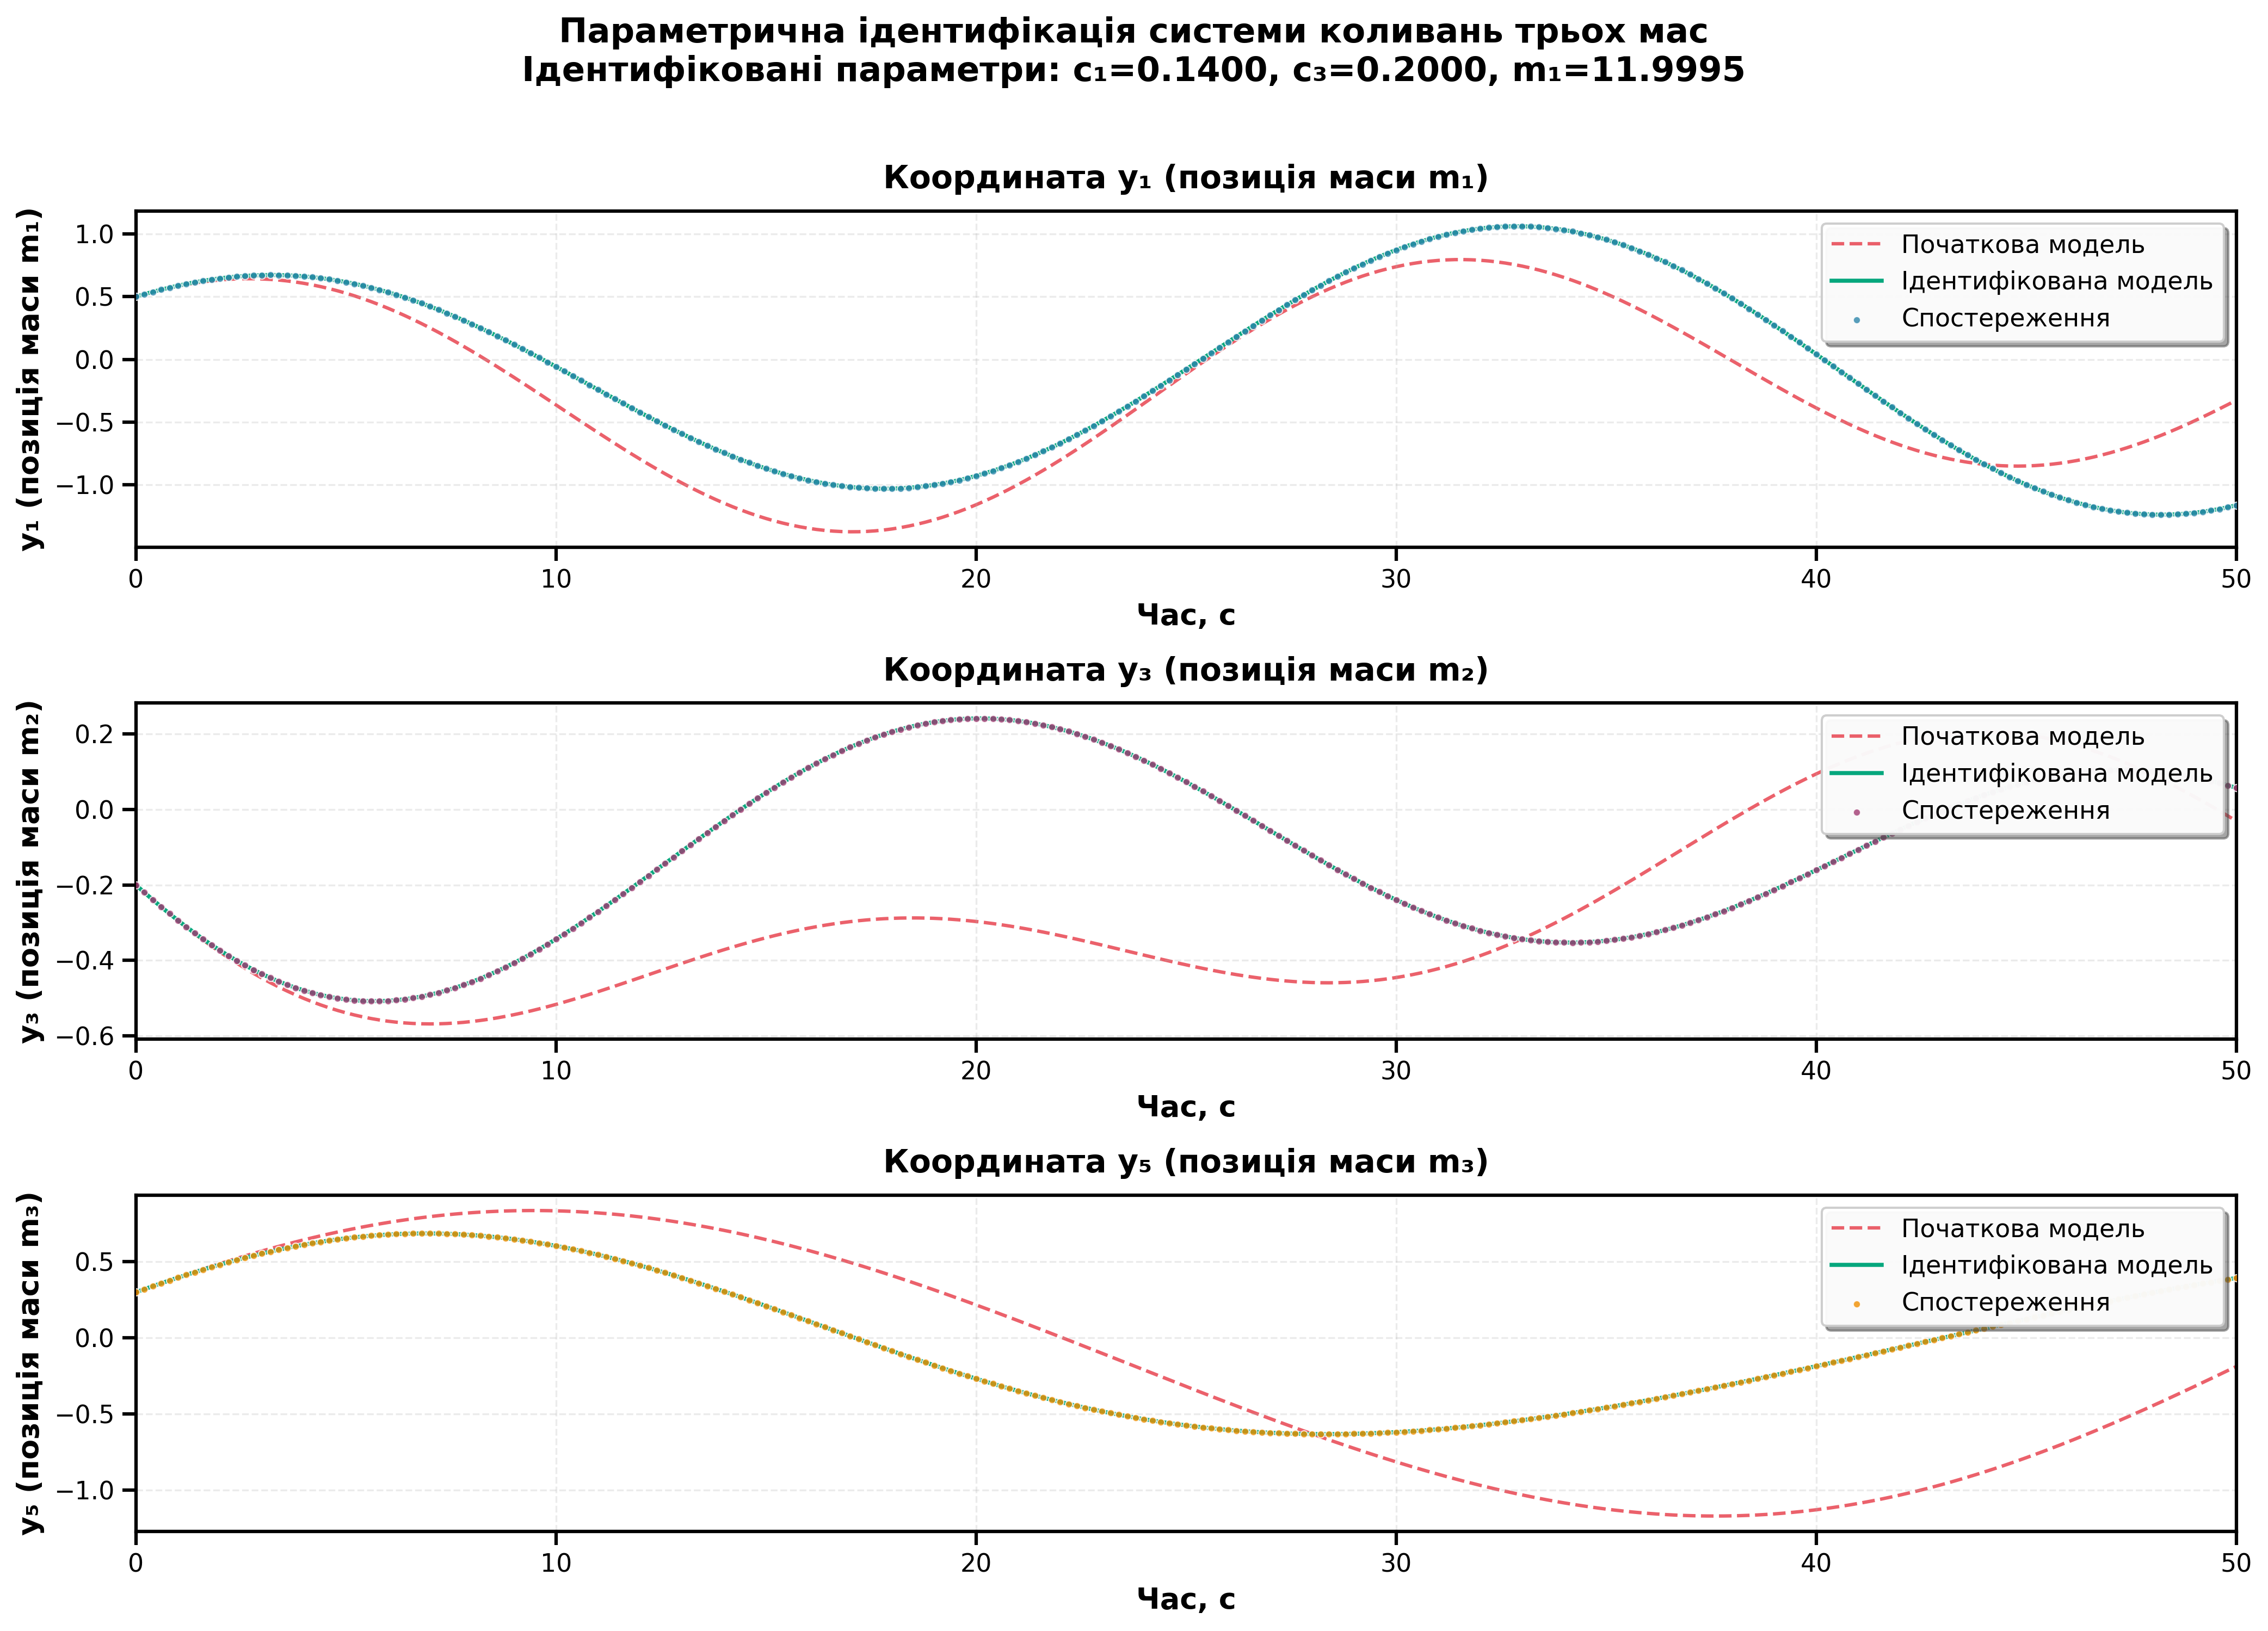 Параметрична ідентифікація системи коливань трьох мас
Ідентифіковані параметри: c₁=0.1400, c₃=0.2000, m₁=11.9995
Координата y₁ (позиція маси m₁)
y₁ (позиція маси m₁)
1.0
0.5
0.0
−0.5
−1.0
Початкова модель
Ідентифікована модель
Спостереження
0 10 20 30 40 50
Час, с
Координата y₃ (позиція маси m₂)
y₃ (позиція маси m₂)
0.2
0.0
−0.2
−0.4
−0.6
Початкова модель
Ідентифікована модель
Спостереження
0 10 20 30 40 50
Час, с
Координата y₅ (позиція маси m₃)
y₅ (позиція маси m₃)
0.5
0.0
−0.5
−1.0
Початкова модель
Ідентифікована модель
Спостереження
0 10 20 30 40 50
Час, с